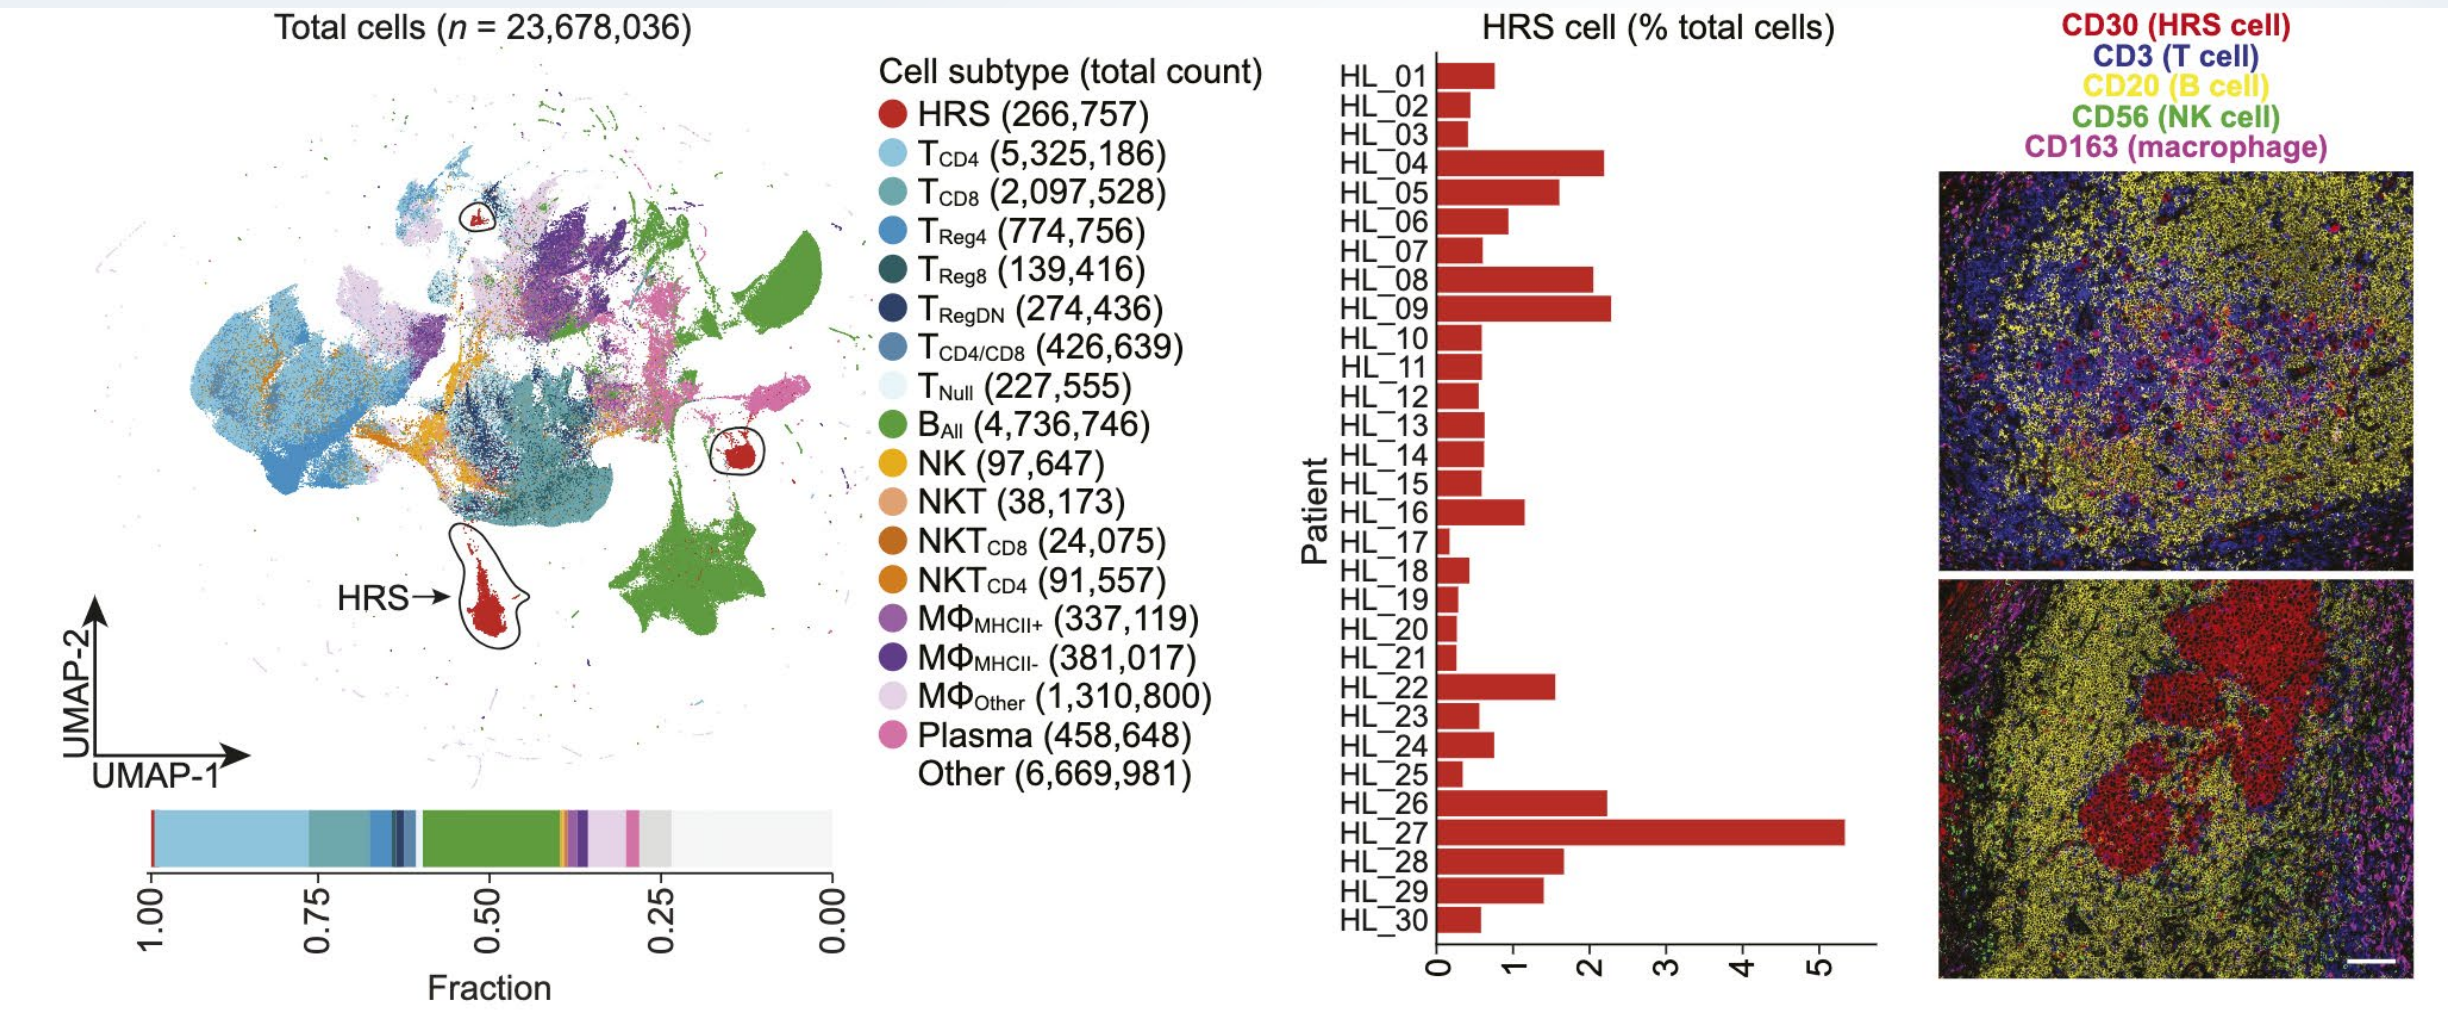 Total cells (n = 23,678,036)
Cell subtype (total count)
HRS (266,757)
TCD4 (5,325,186)
TCD8 (2,097,528)
TReg4 (774,756)
TReg8 (139,416)
TRegDN (274,436)
TCD4/CD8 (426,639)
TNull (227,555)
BAll (4,736,746)
NK (97,647)
NKT (38,173)
NKTCD8 (24,075)
NKTCD4 (91,557)
MΦMHCII+ (337,119)
MΦMHCII- (381,017)
MΦOther (1,310,800)
Plasma (458,648)
Other (6,669,981)
HRS
UMAP-2
UMAP-1
1.00
0.75
0.50
0.25
0.00
Fraction
HRS cell (% total cells)
Patient
HL_01
HL_02
HL_03
HL_04
HL_05
HL_06
HL_07
HL_08
HL_09
HL_10
HL_11
HL_12
HL_13
HL_14
HL_15
HL_16
HL_17
HL_18
HL_19
HL_20
HL_21
HL_22
HL_23
HL_24
HL_25
HL_26
HL_27
HL_28
HL_29
HL_30
0
1
2
3
4
5
CD30 (HRS cell)
CD3 (T cell)
CD20 (B cell)
CD56 (NK cell)
CD163 (macrophage)